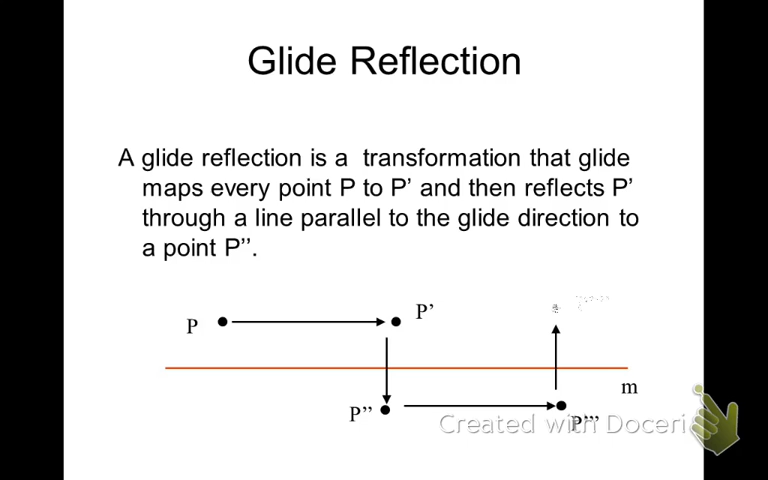 Glide Reflection
A glide reflection is a transformation that glide
maps every point P to P’ and then reflects P’
through a line parallel to the glide direction to
a point P’’.
P’
P
m
P’’
P’’’
Created with Doceri